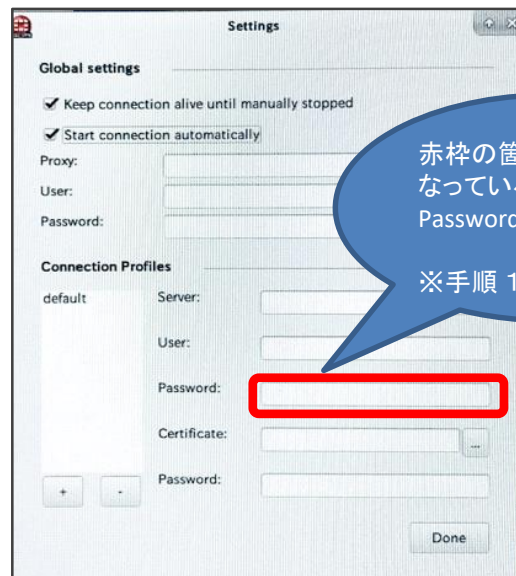 Settings
Global settings
Keep connection alive until manually stopped
Start connection automatically
Proxy:
User:
Password:
赤枠の箇
なってい
Password
※手順 1
Connection Profiles
default
Server:
User:
Password:
Certificate:
...
Password:
+ -
Done